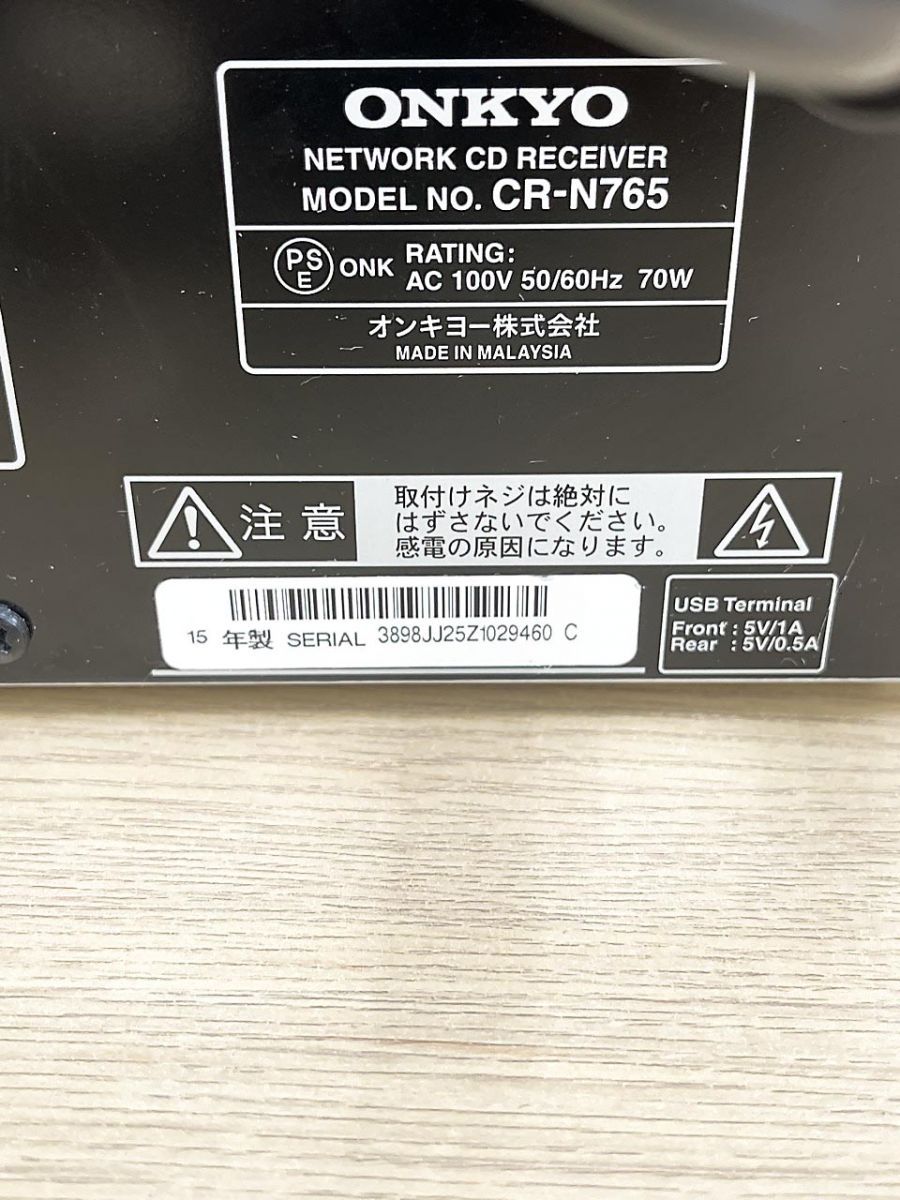 ONKYO
NETWORK CD RECEIVER
MODEL NO. CR-N765
PS
E
ONK
RATING:
AC 100V 50/60Hz 70W
オンキヨー株式会社
MADE IN MALAYSIA
注意
取付けネジは絶対に
はずさないでください。
感電の原因になります。
15 年製 SERIAL 3898JJ25Z1029460 C
USB Terminal
Front : 5V/1A
Rear : 5V/0.5A